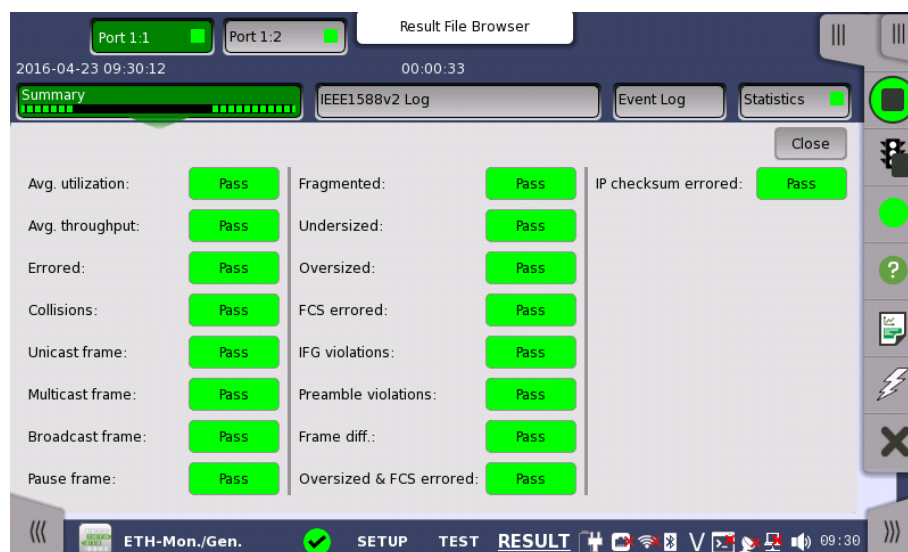 Result File Browser
Port 1:1
Port 1:2
2016-04-23 09:30:12
00:00:33
Summary
IEEE1588v2 Log
Event Log
Statistics
Close
Avg. utilization: Pass
Fragmented: Pass
IP checksum errored: Pass
Avg. throughput: Pass
Undersized: Pass
Errored: Pass
Oversized: Pass
Collisions: Pass
FCS errored: Pass
Unicast frame: Pass
IFG violations: Pass
Multicast frame: Pass
Preamble violations: Pass
Broadcast frame: Pass
Frame diff.: Pass
Pause frame: Pass
Oversized & FCS errored: Pass
ETH-Mon./Gen.
SETUP
TEST
RESULT
V
09:30